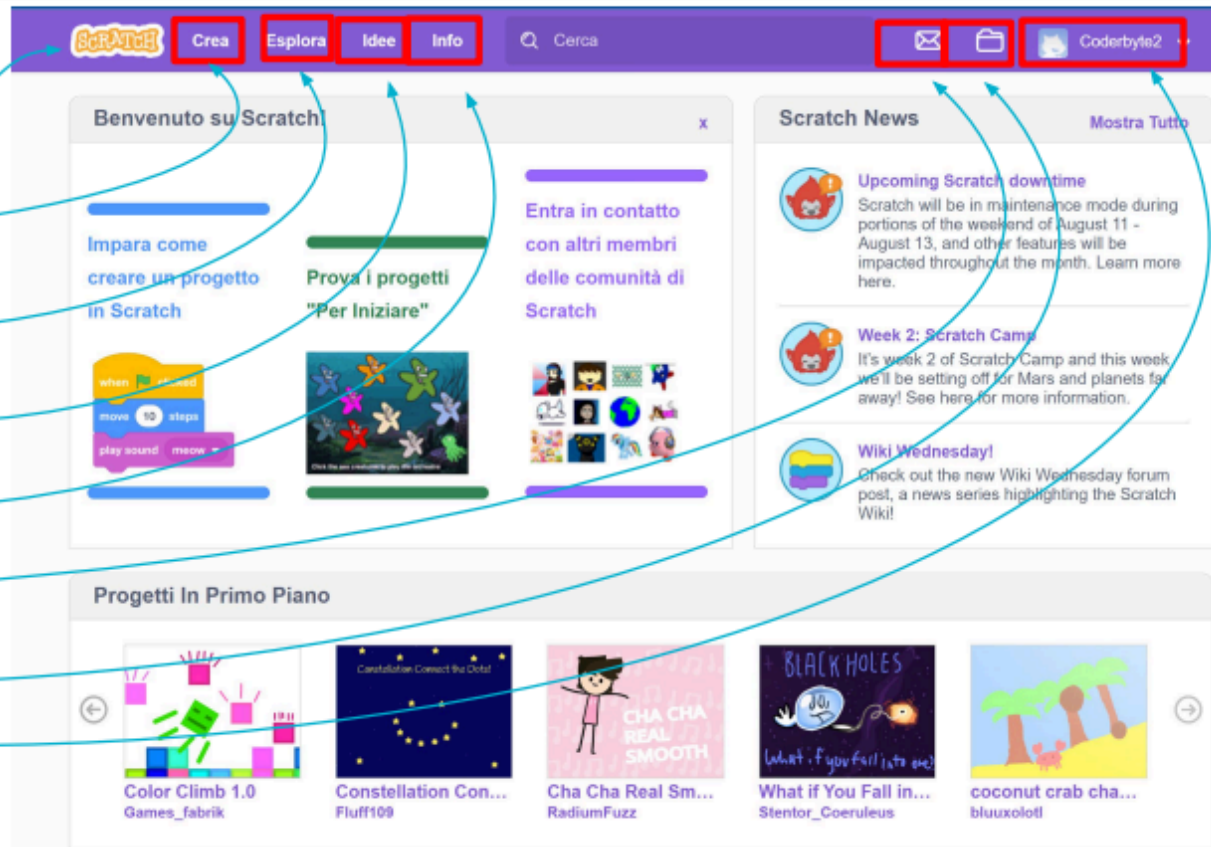 SCRATCH Crea Esplora Idee Info Cerca Coderbyte2
Benvenuto su Scratch! x
Impara come
creare un progetto
in Scratch
Prova i progetti
"Per Iniziare"
Entra in contatto
con altri membri
delle comunità di
Scratch
when clicked
move 10 steps
play sound meow
Click the sea creatures to play the orchestra!
Scratch News Mostra Tutto
Upcoming Scratch downtime
Scratch will be in maintenance mode during
portions of the weekend of August 11 -
August 13, and other features will be
impacted throughout the month. Learn more
here.
Week 2: Scratch Camp
It's week 2 of Scratch Camp and this week,
we'll be setting off for Mars and planets far
away! See here for more information.
Wiki Wednesday!
Check out the new Wiki Wednesday forum
post, a news series highlighting the Scratch
Wiki!
Progetti In Primo Piano
Constellation Connect the Dots!
CHA CHA
REAL
SMOOTH
BLACK HOLES
What if you fall into one?
Color Climb 1.0
Games_fabrik
Constellation Con...
Fluff109
Cha Cha Real Sm...
RadiumFuzz
What if You Fall in...
Stentor_Coeruleus
coconut crab cha...
bluuxolotl